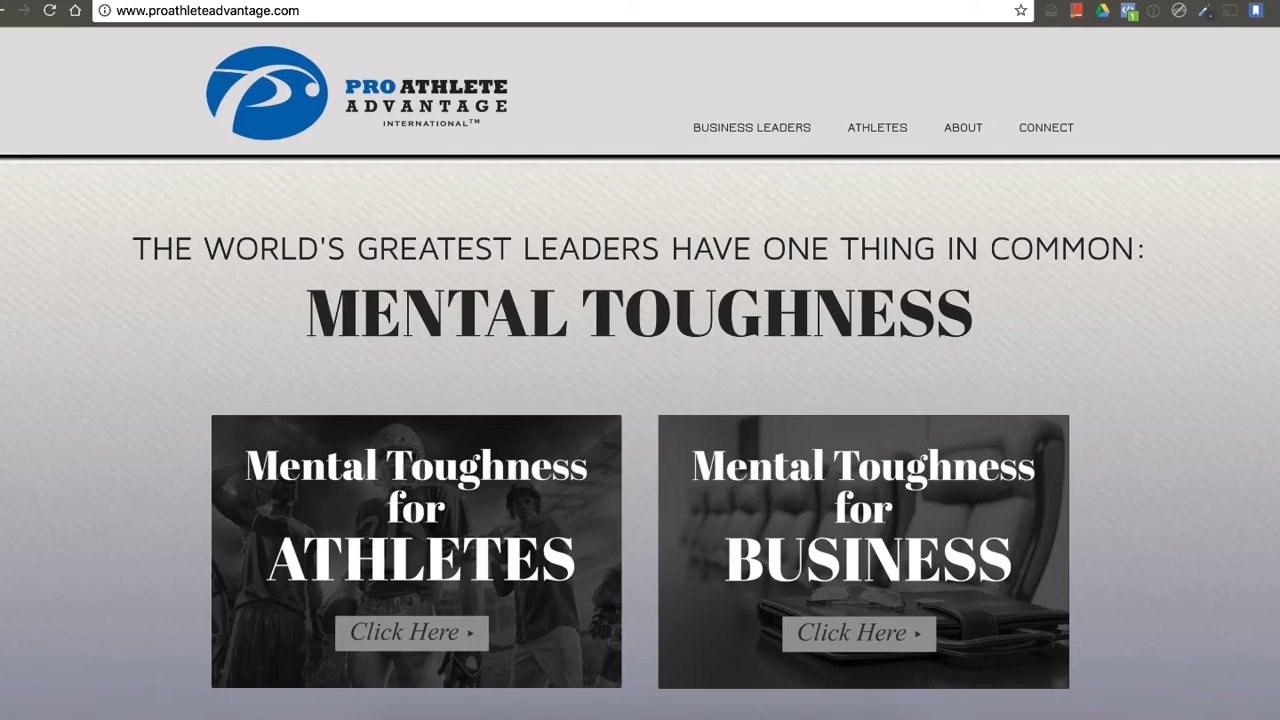 www.proathleteadvantage.com
PRO ATHLETE
ADVANTAGE
INTERNATIONAL™
BUSINESS LEADERS ATHLETES ABOUT CONNECT
THE WORLD'S GREATEST LEADERS HAVE ONE THING IN COMMON:
MENTAL TOUGHNESS
Mental Toughness
for
ATHLETES
Click Here ▸
Mental Toughness
for
BUSINESS
Click Here ▸